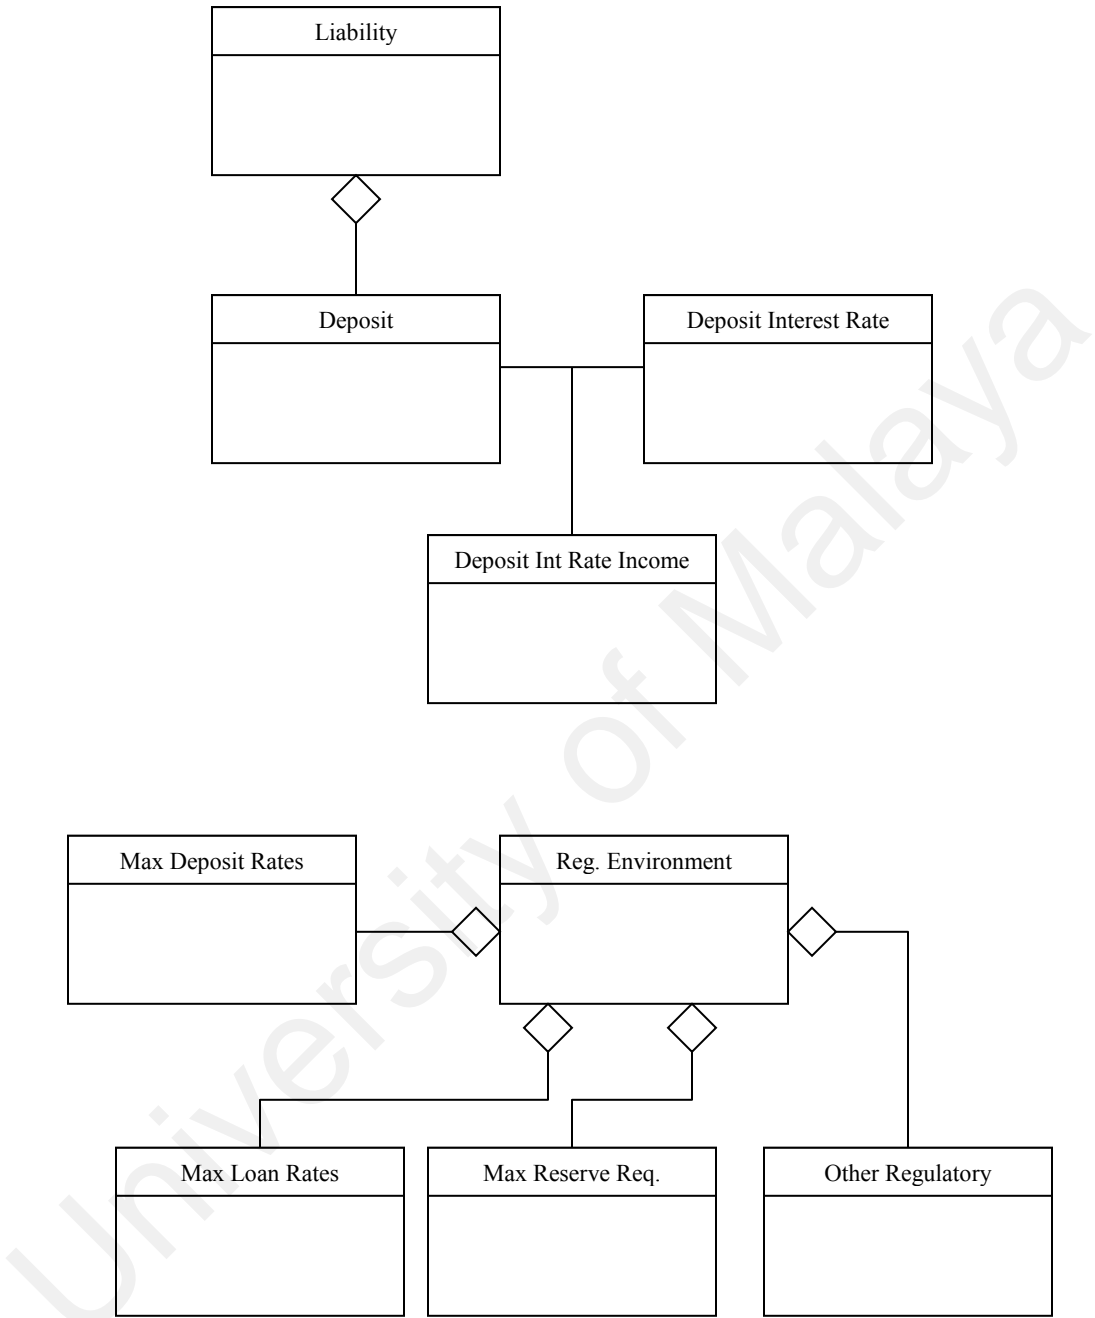 Liability
Deposit
Deposit Interest Rate
Deposit Int Rate Income
Max Deposit Rates
Reg. Environment
Max Loan Rates
Max Reserve Req.
Other Regulatory
University of Malaya